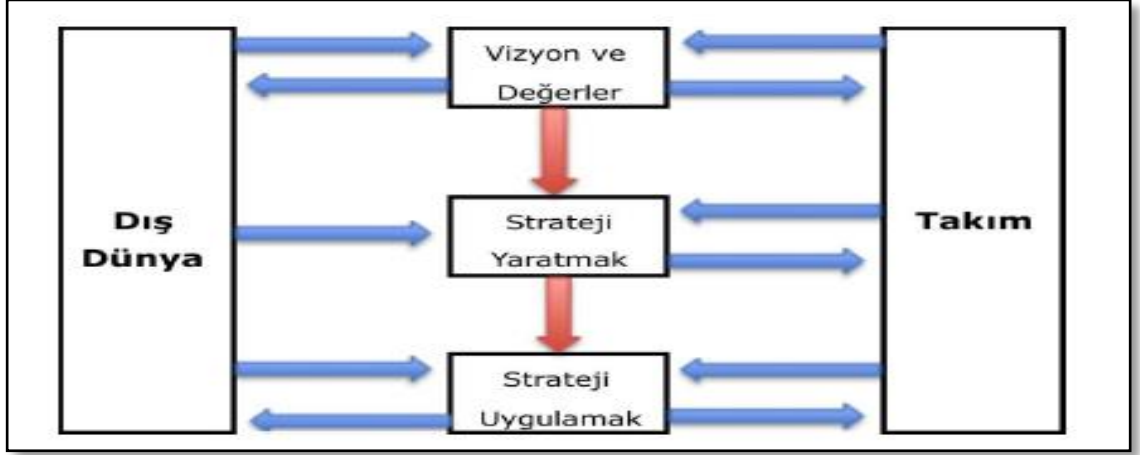 Vizyon ve
Değerler
Dış
Dünya
Strateji
Yaratmak
Takım
Strateji
Uygulamak